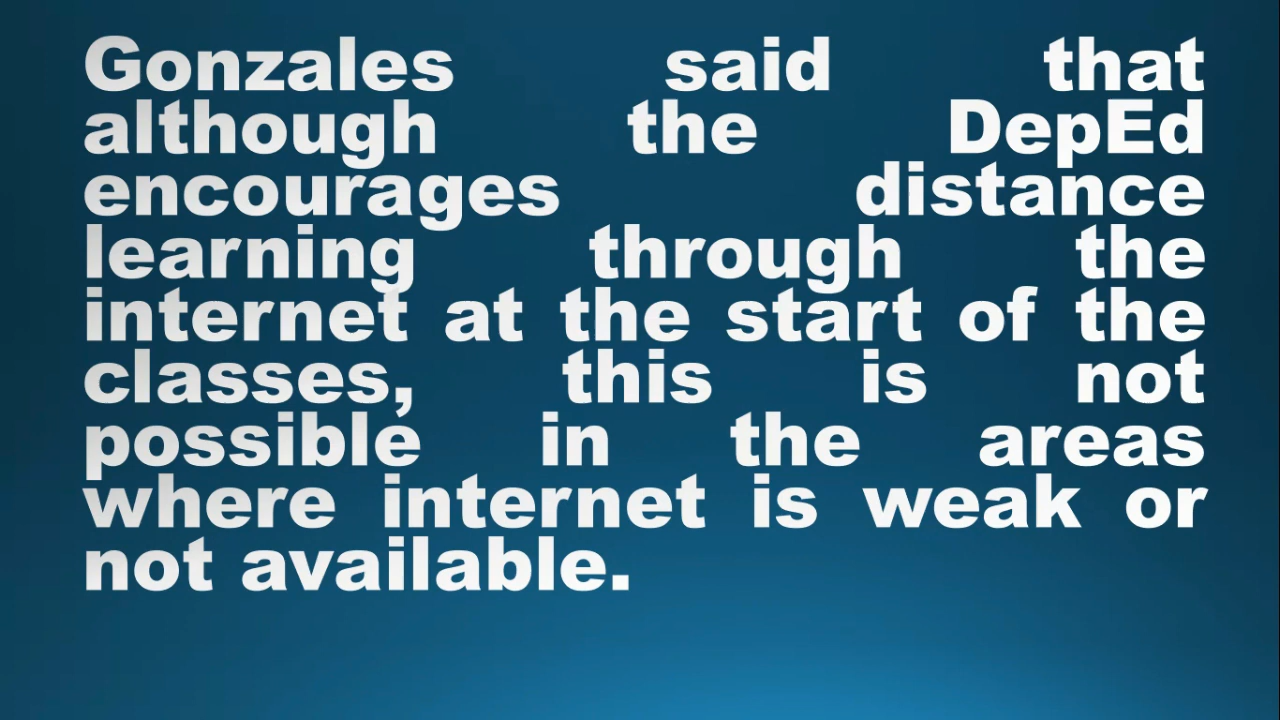 Gonzales said that
although the DepEd
encourages distance
learning through the
internet at the start of the
classes, this is not
possible in the areas
where internet is weak or
not available.